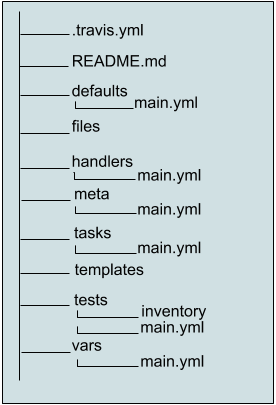 .travis.yml
README.md
defaults
main.yml
files
handlers
main.yml
meta
main.yml
tasks
main.yml
templates
tests
inventory
main.yml
vars
main.yml